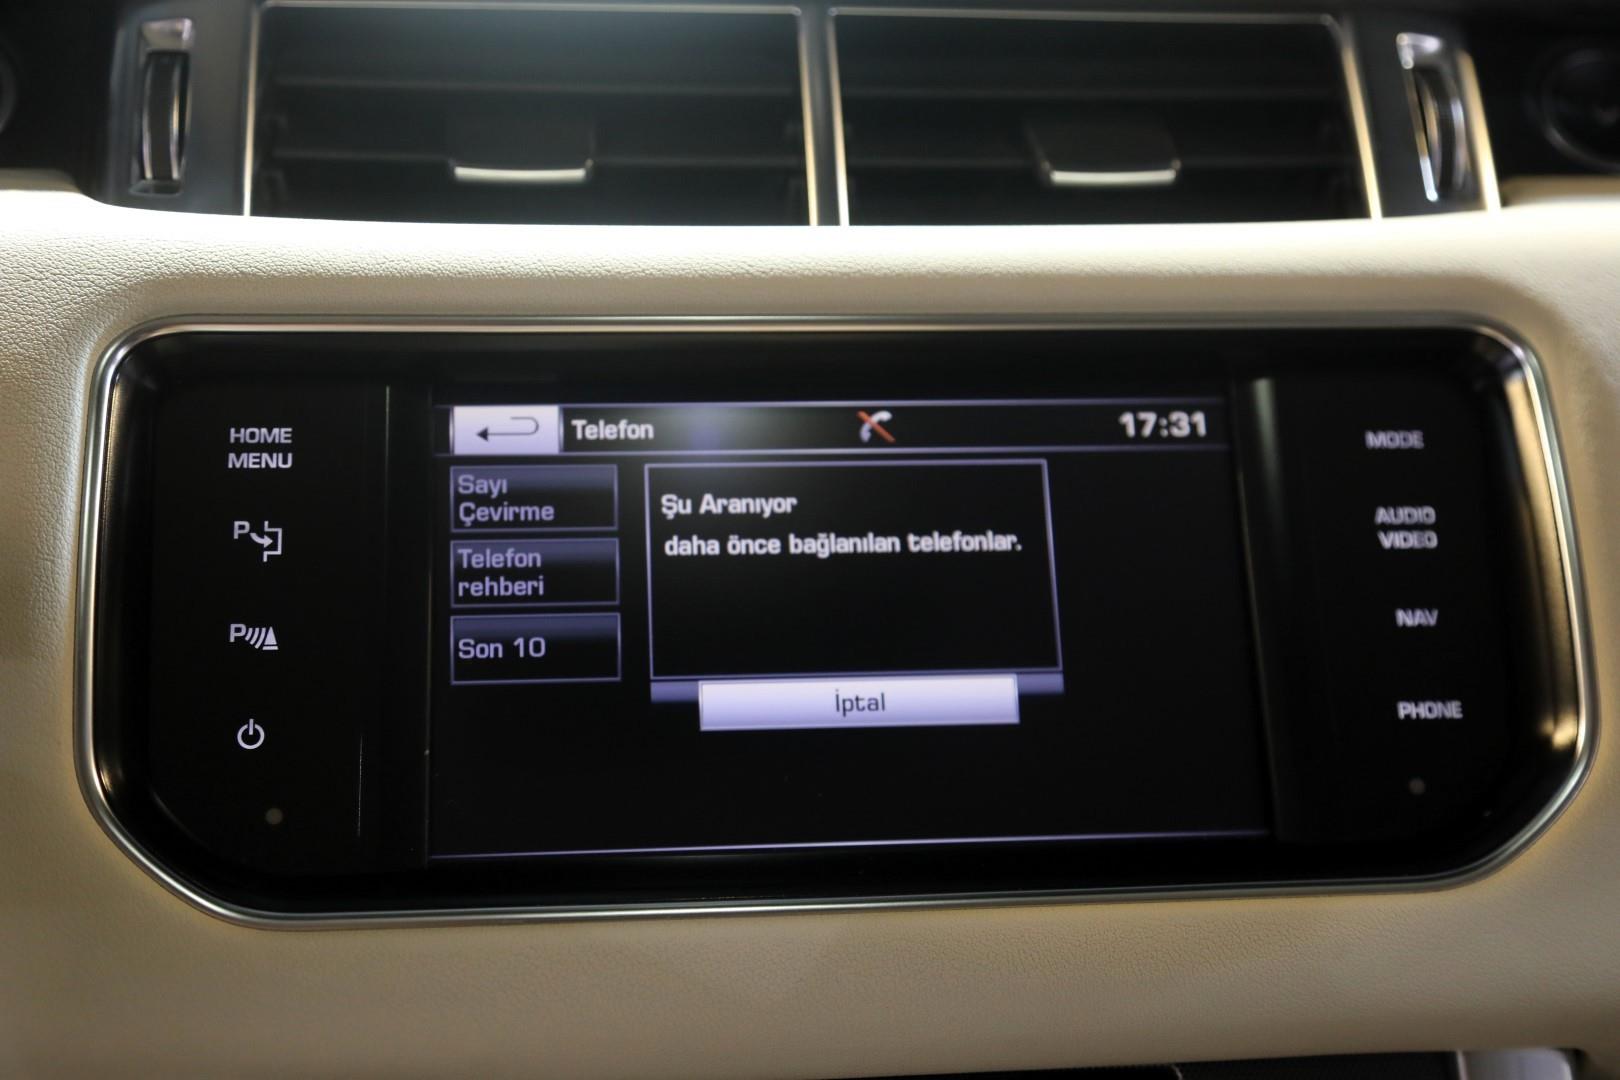 HOME
MENU
P
P
Telefon
17:31
Sayı
Çevirme
Telefon
rehberi
Son 10
Şu Aranıyor
daha önce bağlanılan telefonlar.
İptal
MODE
AUDIO
VIDEO
NAV
PHONE